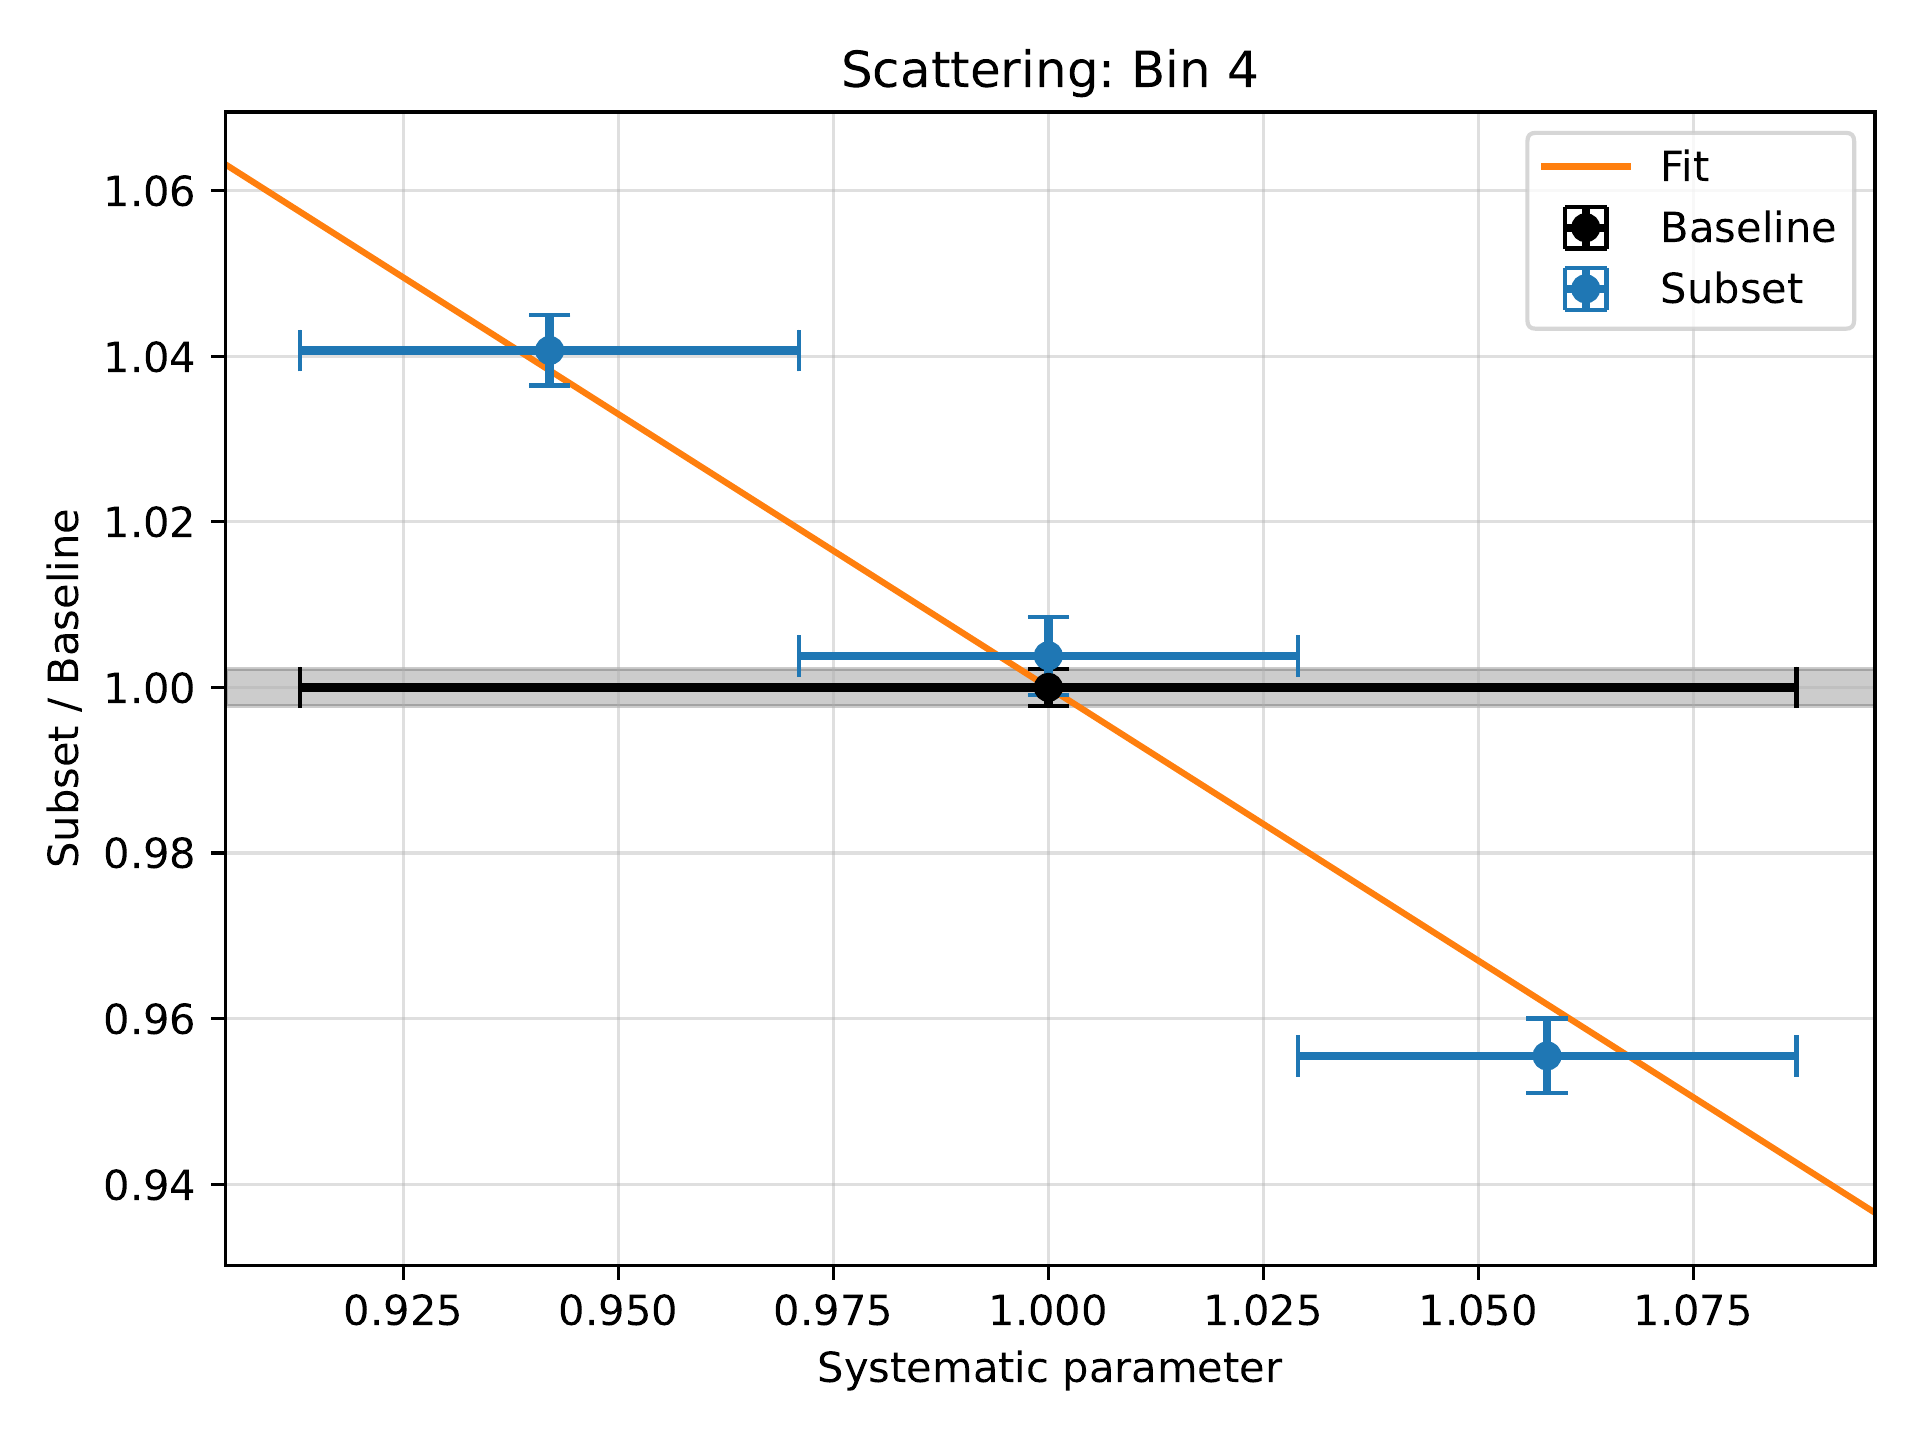 Scattering: Bin 4
Fit
Baseline
Subset
1.06
1.04
1.02
1.00
0.98
0.96
0.94
Subset / Baseline
0.925 0.950 0.975 1.000 1.025 1.050 1.075
Systematic parameter